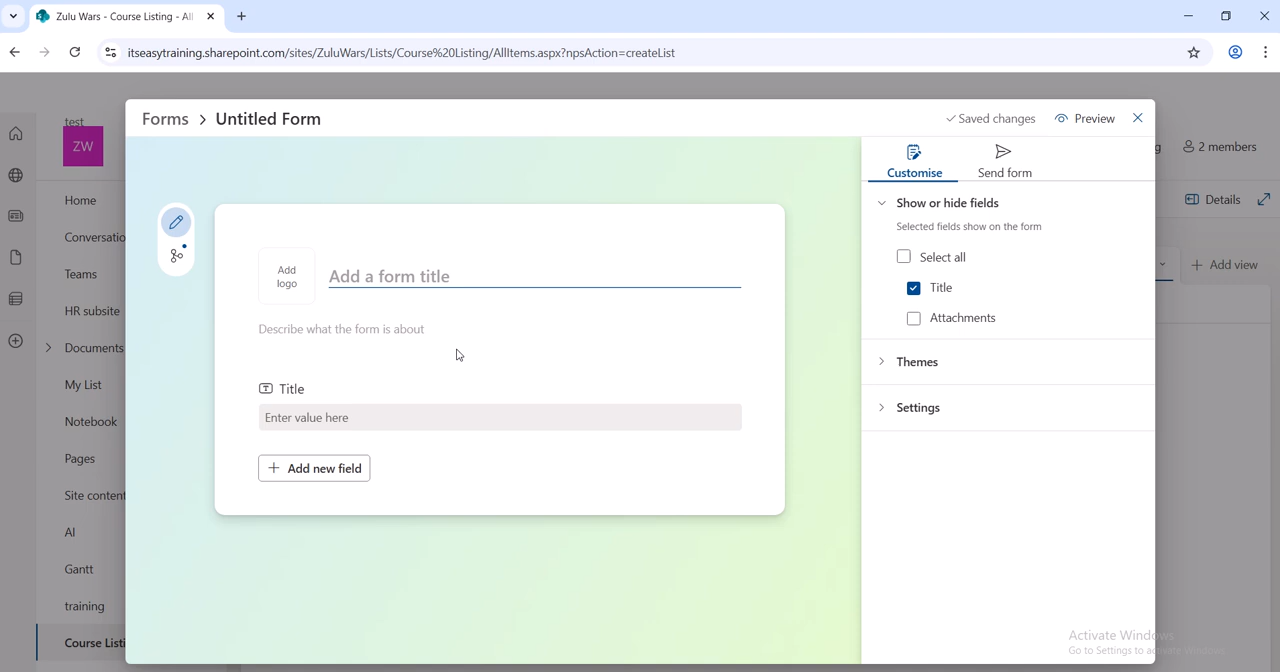 Zulu Wars - Course Listing - All
itseasytraining.sharepoint.com/sites/ZuluWars/Lists/Course%20Listing/AllItems.aspx?npsAction=createList
test
ZW
2 members
Home
Conversatio
Teams
HR subsite
Documents
My List
Notebook
Pages
Site content
AI
Gantt
training
Course Listi
Details
Add view
Forms > Untitled Form
Saved changes
Preview
Customise
Send form
Add logo
Add a form title
Describe what the form is about
Title
Enter value here
+ Add new field
Show or hide fields
Selected fields show on the form
Select all
Title
Attachments
Themes
Settings
Activate Windows
Go to Settings to activate Windows.